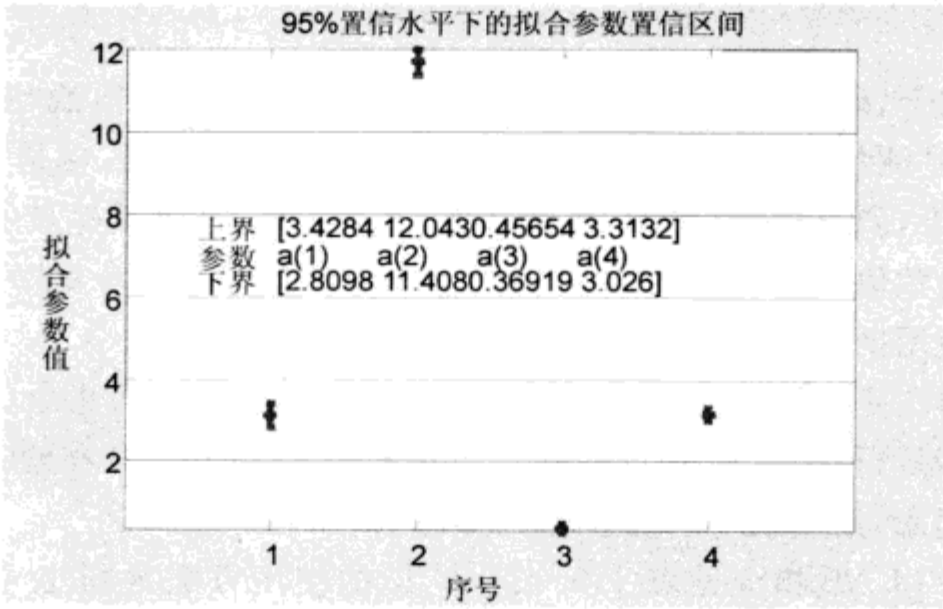 95%置信水平下的拟合参数置信区间
12
10
8
6
4
2
拟合参数值
上界 [3.4284 12.0430.45654 3.3132]
参数 a(1) a(2) a(3) a(4)
下界 [2.8098 11.4080.36919 3.026]
1 2 3 4
序号